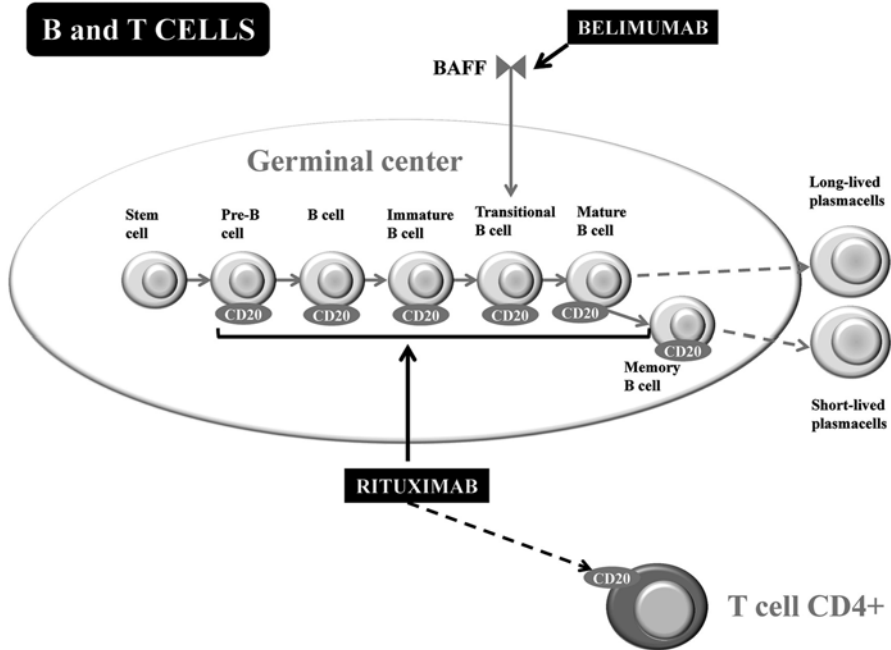 B and T CELLS
BELIMUMAB
BAFF
Germinal center
Long-lived
plasmacells
Stem
cell
Pre-B
cell
B cell
Immature
B cell
Transitional
B cell
Mature
B cell
CD20
CD20
CD20
CD20
CD20
CD20
Memory
B cell
Short-lived
plasmacells
RITUXIMAB
CD20
T cell CD4+